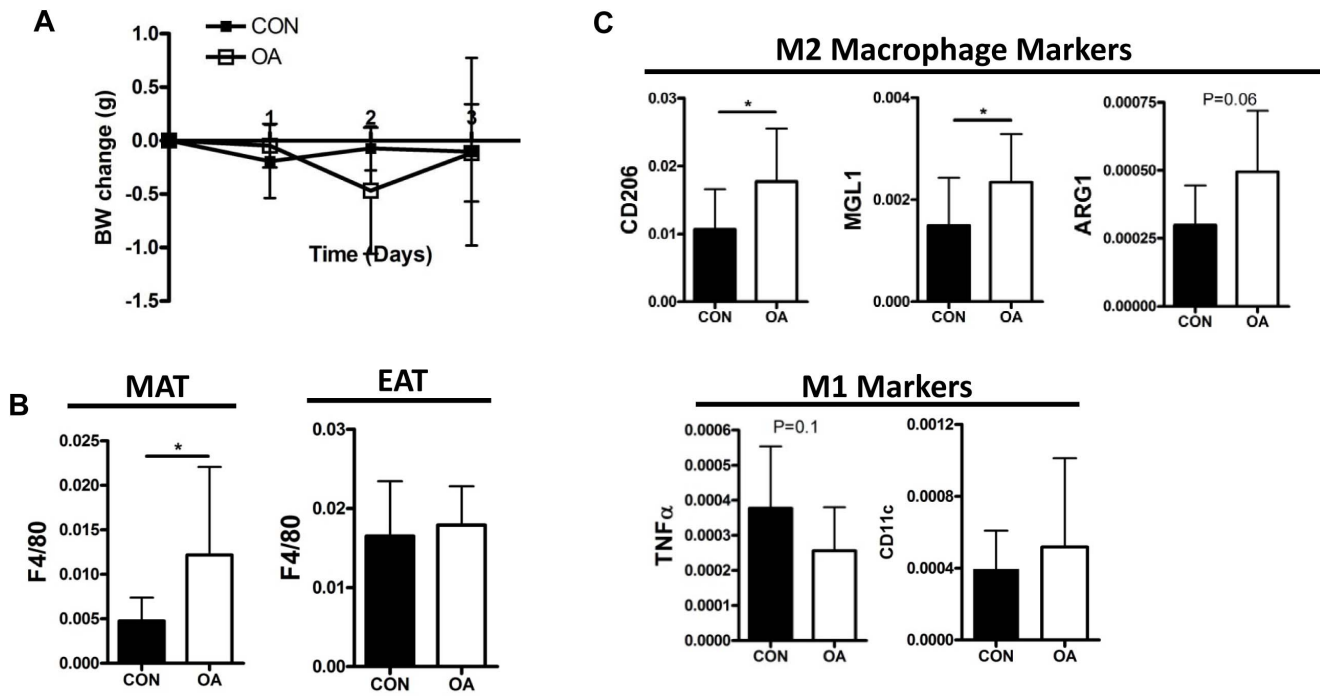 A
CON
OA
1.0
0.5
0.0
-0.5
-1.0
-1.5
1 2 3
BW change (g)
Time (Days)
B
MAT
0.025
0.020
0.015
0.010
0.005
0.000
F4/80
*
CON OA
EAT
0.03
0.02
0.01
0.00
F4/80
CON OA
C
M2 Macrophage Markers
0.03
0.02
0.01
0.00
CD206
*
CON OA
0.004
0.002
0.000
MGL1
*
CON OA
0.00075
0.00050
0.00025
0.00000
ARG1
P=0.06
CON OA
M1 Markers
0.0006
0.0005
0.0004
0.0003
0.0002
0.0001
0.0000
TNFα
P=0.1
CON OA
0.0012
0.0008
0.0004
0.0000
CD11c
CON OA